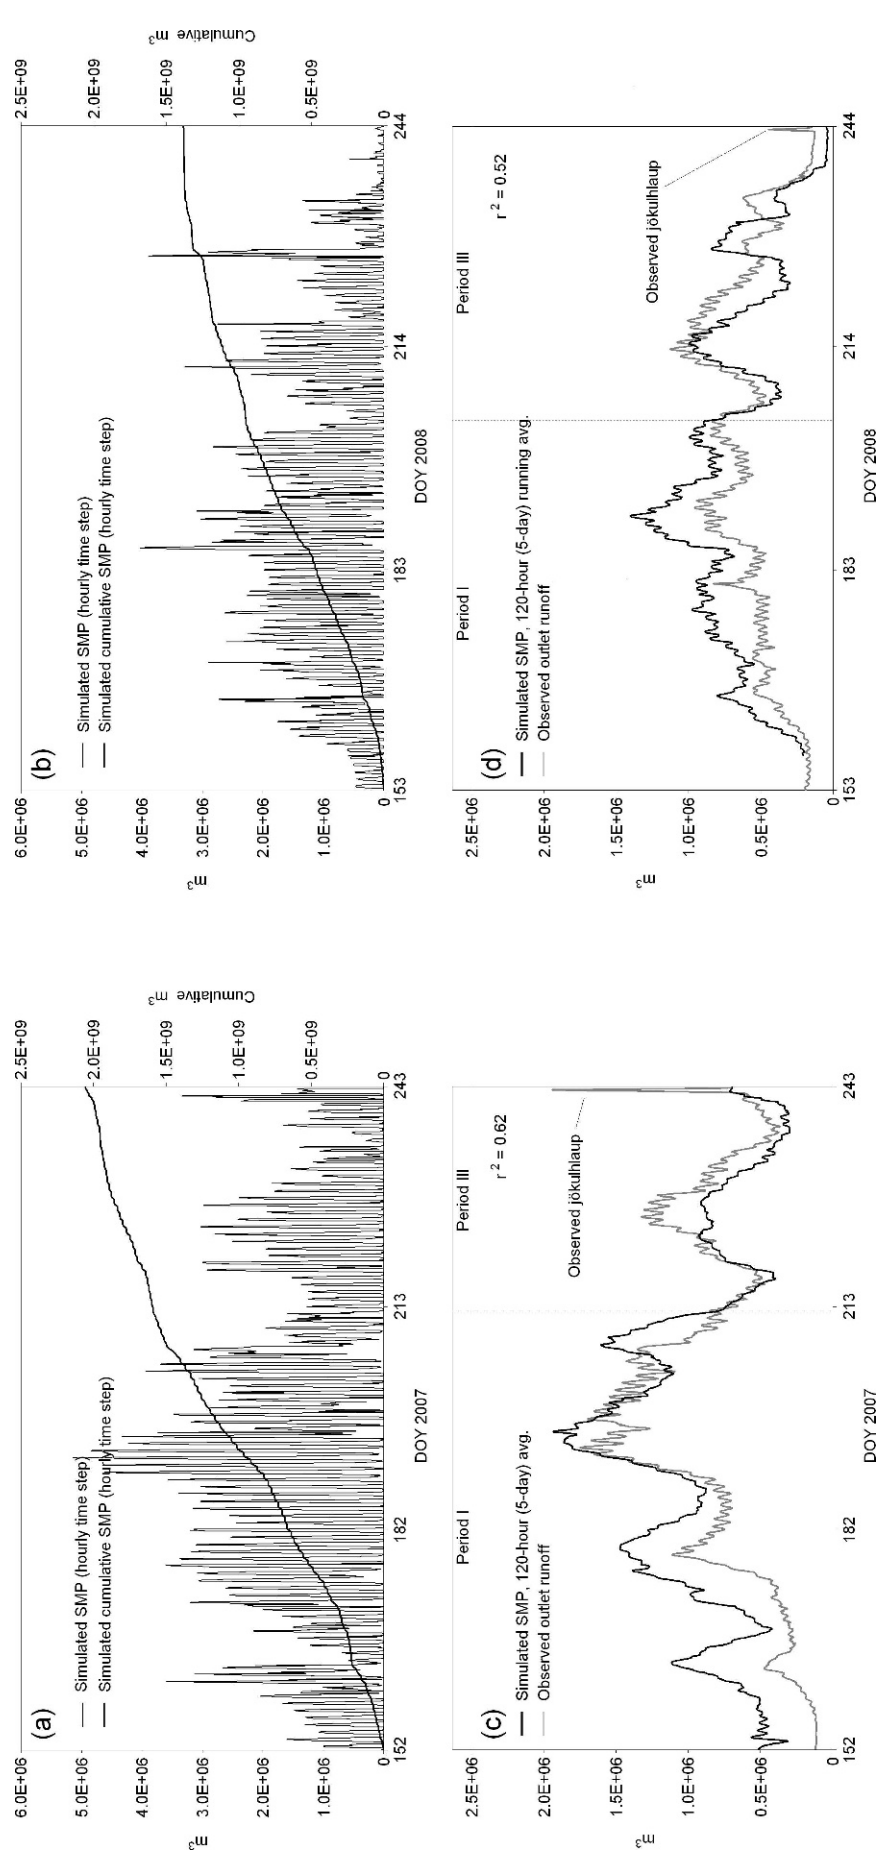 (a)
Simulated SMP (hourly time step)
Simulated cumulative SMP (hourly time step)
m³
6.0E+06
5.0E+06
4.0E+06
3.0E+06
2.0E+06
1.0E+06
0
Cumulative
m³
2.5E+09
2.0E+09
1.5E+09
1.0E+09
0.5E+09
0
152
182
213
243
DOY 2007
(b)
Simulated SMP (hourly time step)
Simulated cumulative SMP (hourly time step)
m³
6.0E+06
5.0E+06
4.0E+06
3.0E+06
2.0E+06
1.0E+06
0
Cumulative
m³
2.5E+09
2.0E+09
1.5E+09
1.0E+09
0.5E+09
0
153
183
214
244
DOY 2008
(c)
Period I
Period III
Simulated SMP, 120-hour (5-day) avg.
Observed outlet runoff
r² = 0.62
Observed jökulhlaup
m³
2.5E+06
2.0E+06
1.5E+06
1.0E+06
0.5E+06
0
152
182
213
243
DOY 2007
(d)
Period I
Period III
Simulated SMP, 120-hour (5-day) running avg.
Observed outlet runoff
r² = 0.52
Observed jökulhlaup
m³
2.5E+06
2.0E+06
1.5E+06
1.0E+06
0.5E+06
0
153
183
214
244
DOY 2008